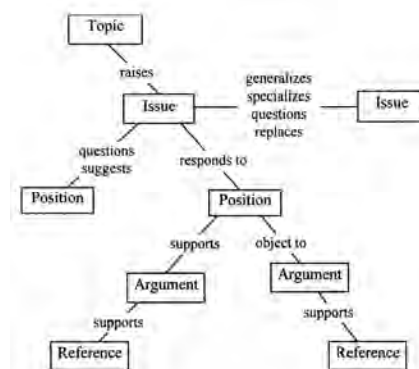 Topic
raises
Issue
generalizes
specializes
questions
replaces
Issue
questions
suggests
responds to
Position
Position
supports
object to
Argument
Argument
supports
supports
Reference
Reference